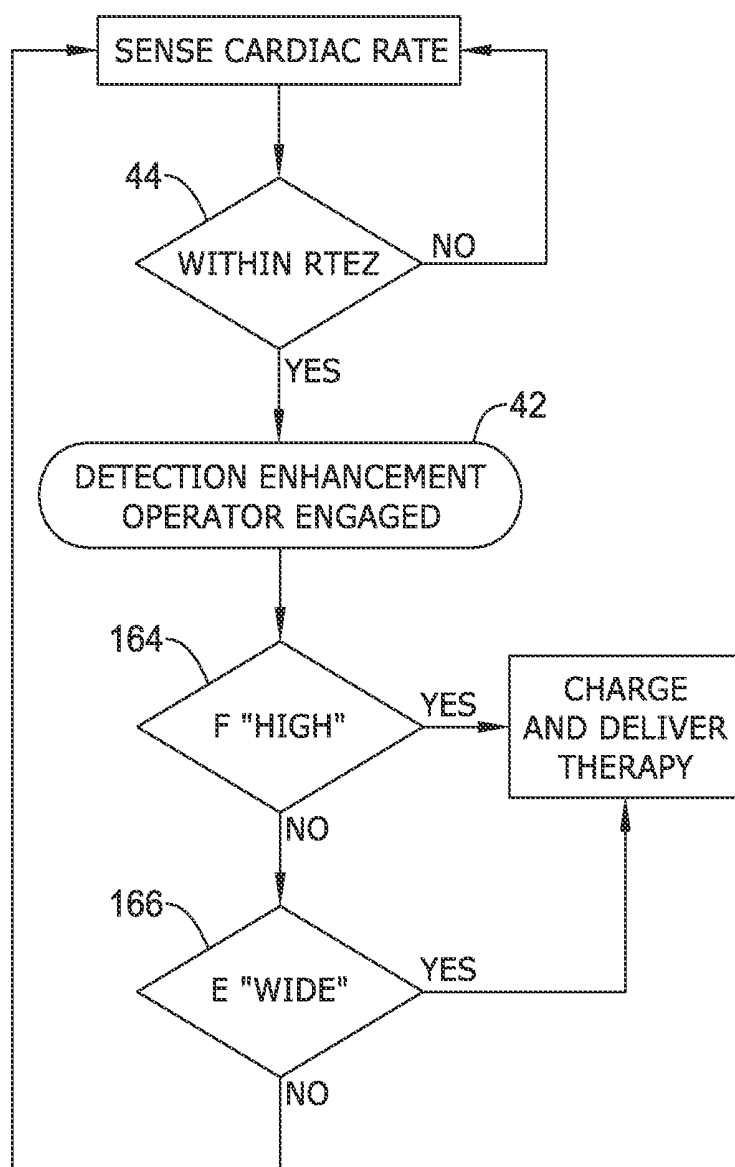 SENSE CARDIAC RATE
44
WITHIN RTEZ
NO
YES
42
DETECTION ENHANCEMENT
OPERATOR ENGAGED
164
F "HIGH"
YES
CHARGE
AND DELIVER
THERAPY
NO
166
E "WIDE"
YES
NO